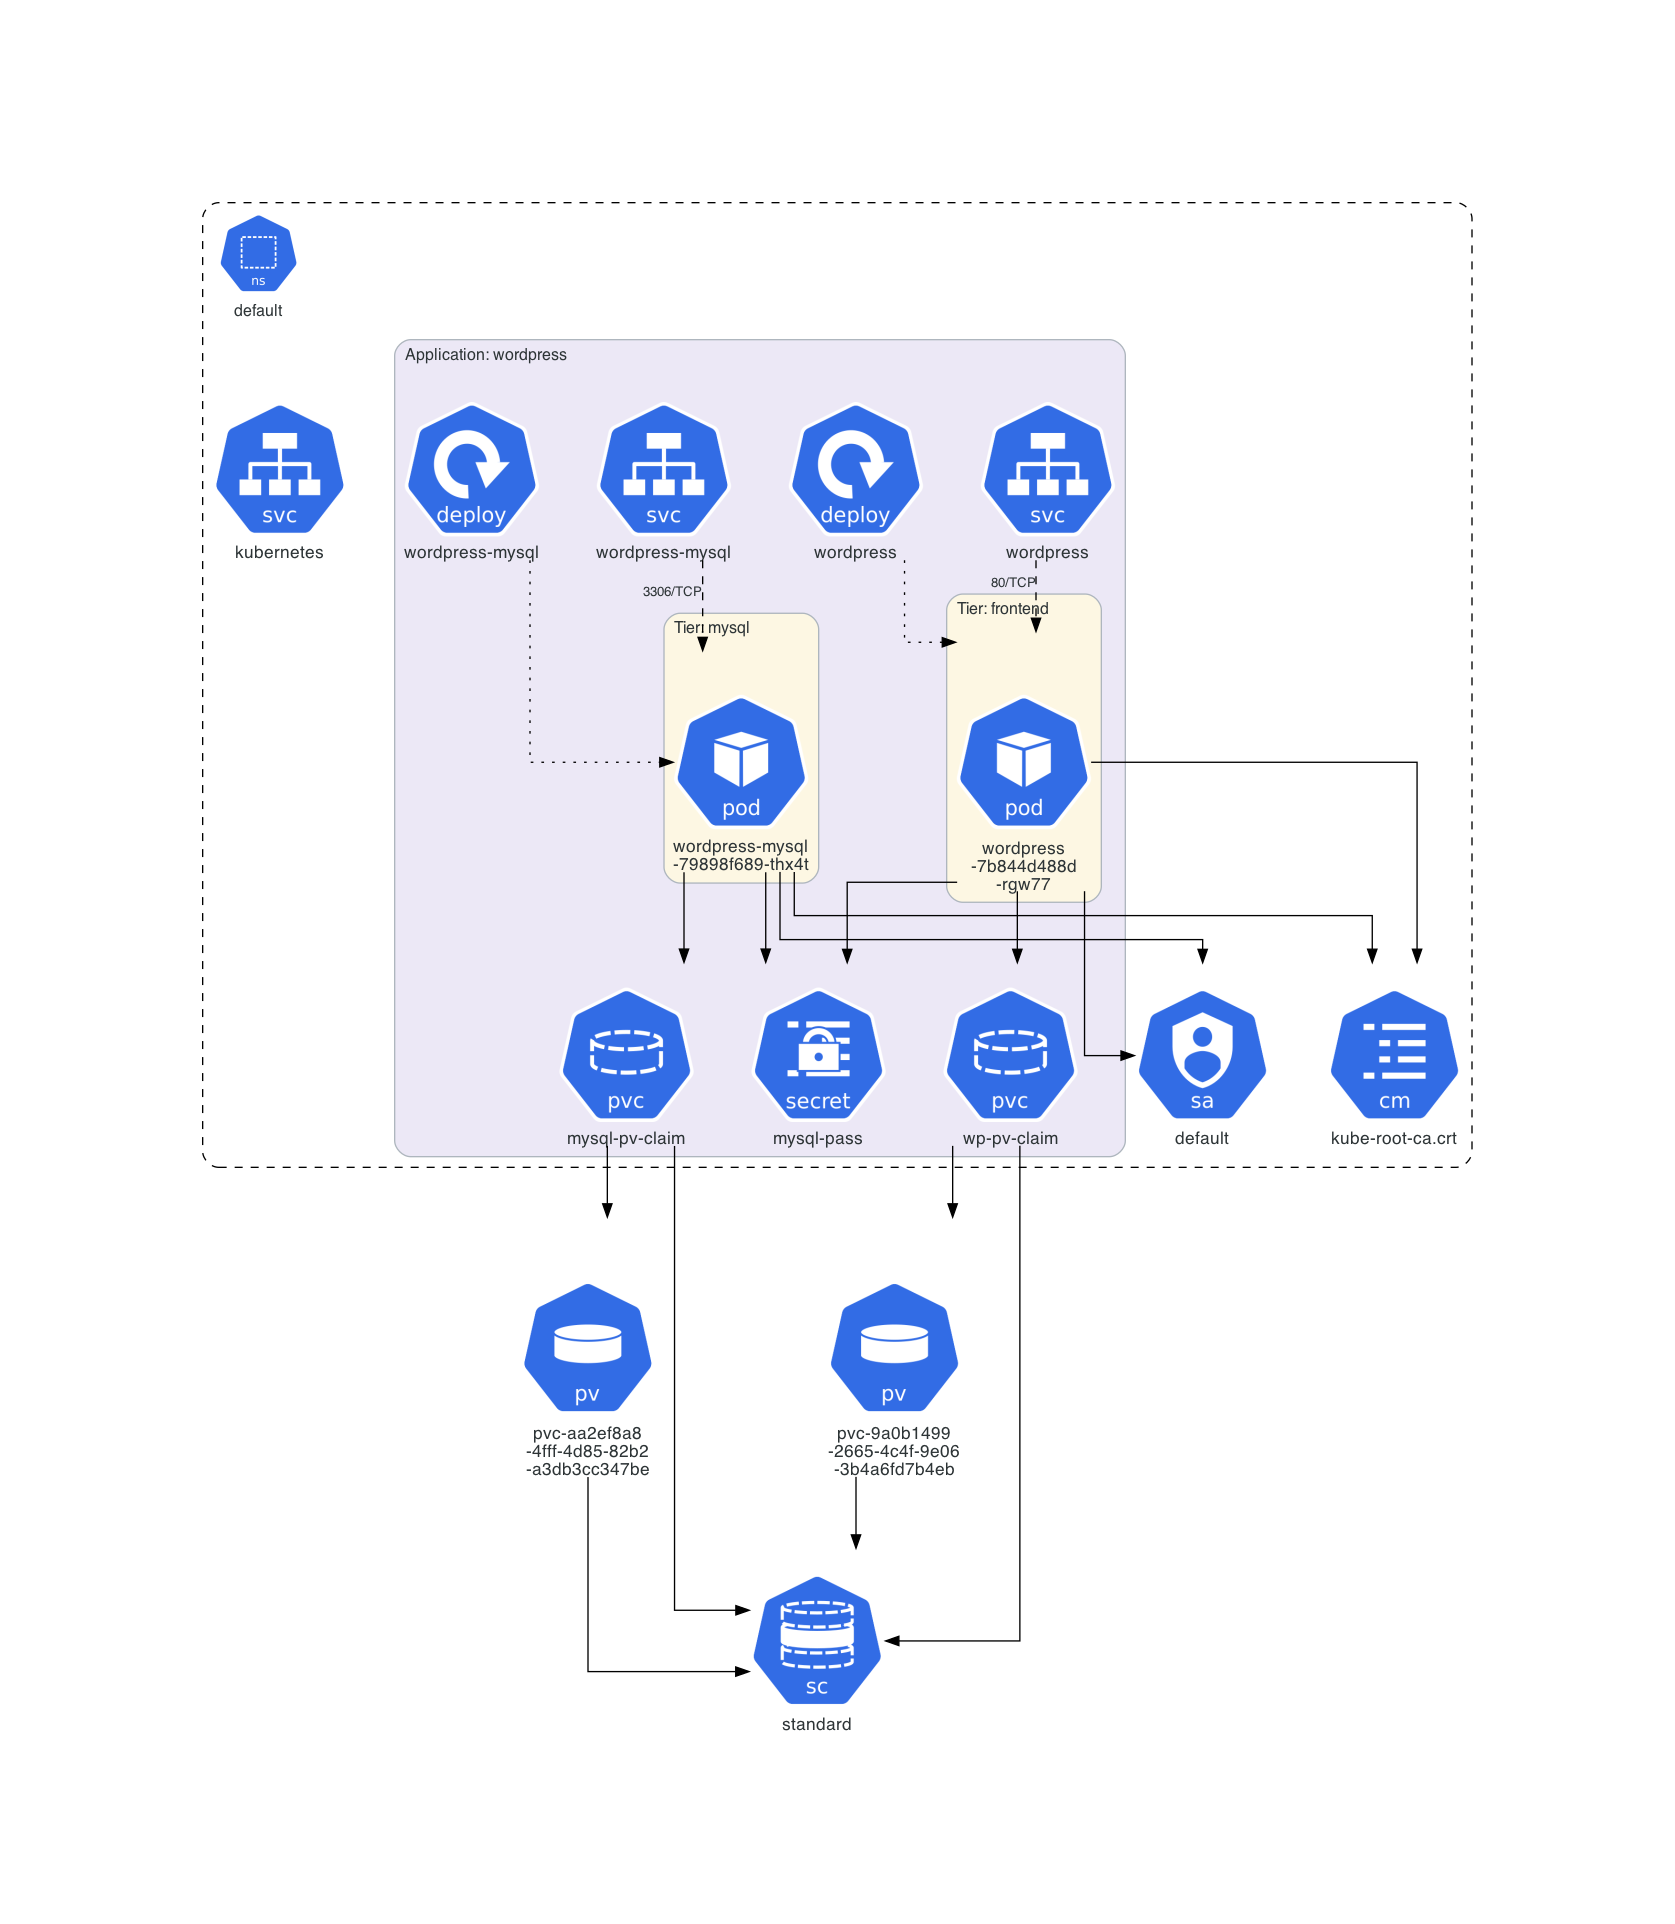 ns
default
Application: wordpress
svc
kubernetes
deploy
wordpress-mysql
svc
wordpress-mysql
deploy
wordpress
svc
wordpress
3306/TCP
80/TCP
Tier: mysql
Tier: frontend
pod
wordpress-mysql
-79898f689-thx4t
pod
wordpress
-7b844d488d
-rgw77
pvc
mysql-pv-claim
secret
mysql-pass
pvc
wp-pv-claim
sa
default
cm
kube-root-ca.crt
pv
pvc-aa2ef8a8
-4fff-4d85-82b2
-a3db3cc347be
pv
pvc-9a0b1499
-2665-4c4f-9e06
-3b4a6fd7b4eb
sc
standard